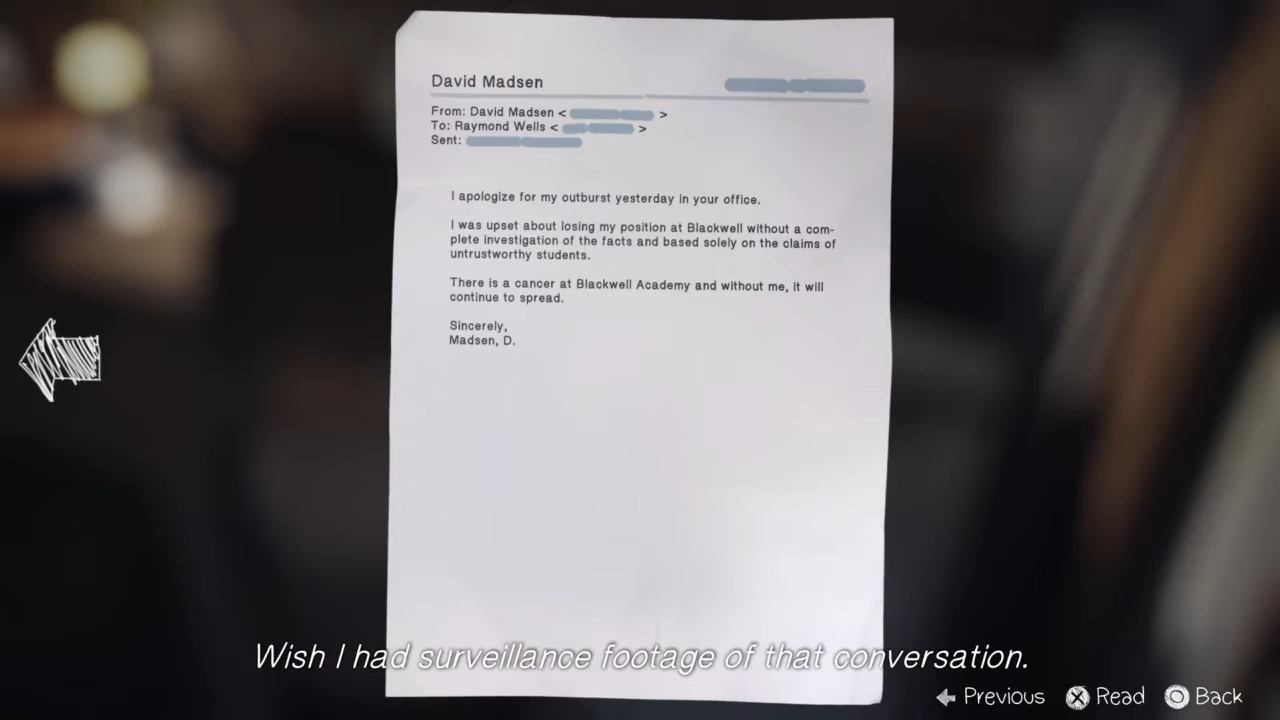 David Madsen
From: David Madsen < >
To: Raymond Wells < >
Sent:
I apologize for my outburst yesterday in your office.
I was upset about losing my position at Blackwell without a com-
plete investigation of the facts and based solely on the claims of
untrustworthy students.
There is a cancer at Blackwell Academy and without me, it will
continue to spread.
Sincerely,
Madsen, D.
Wish I had surveillance footage of that conversation.
Previous Read Back